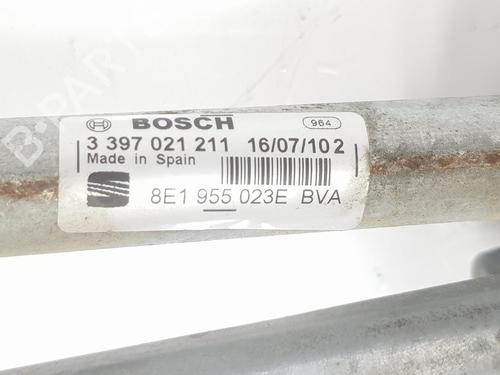 BOSCH
964
3 397 021 211 16/07/10 2
Made in Spain
8E1 955 023E BVA
B-PARTS